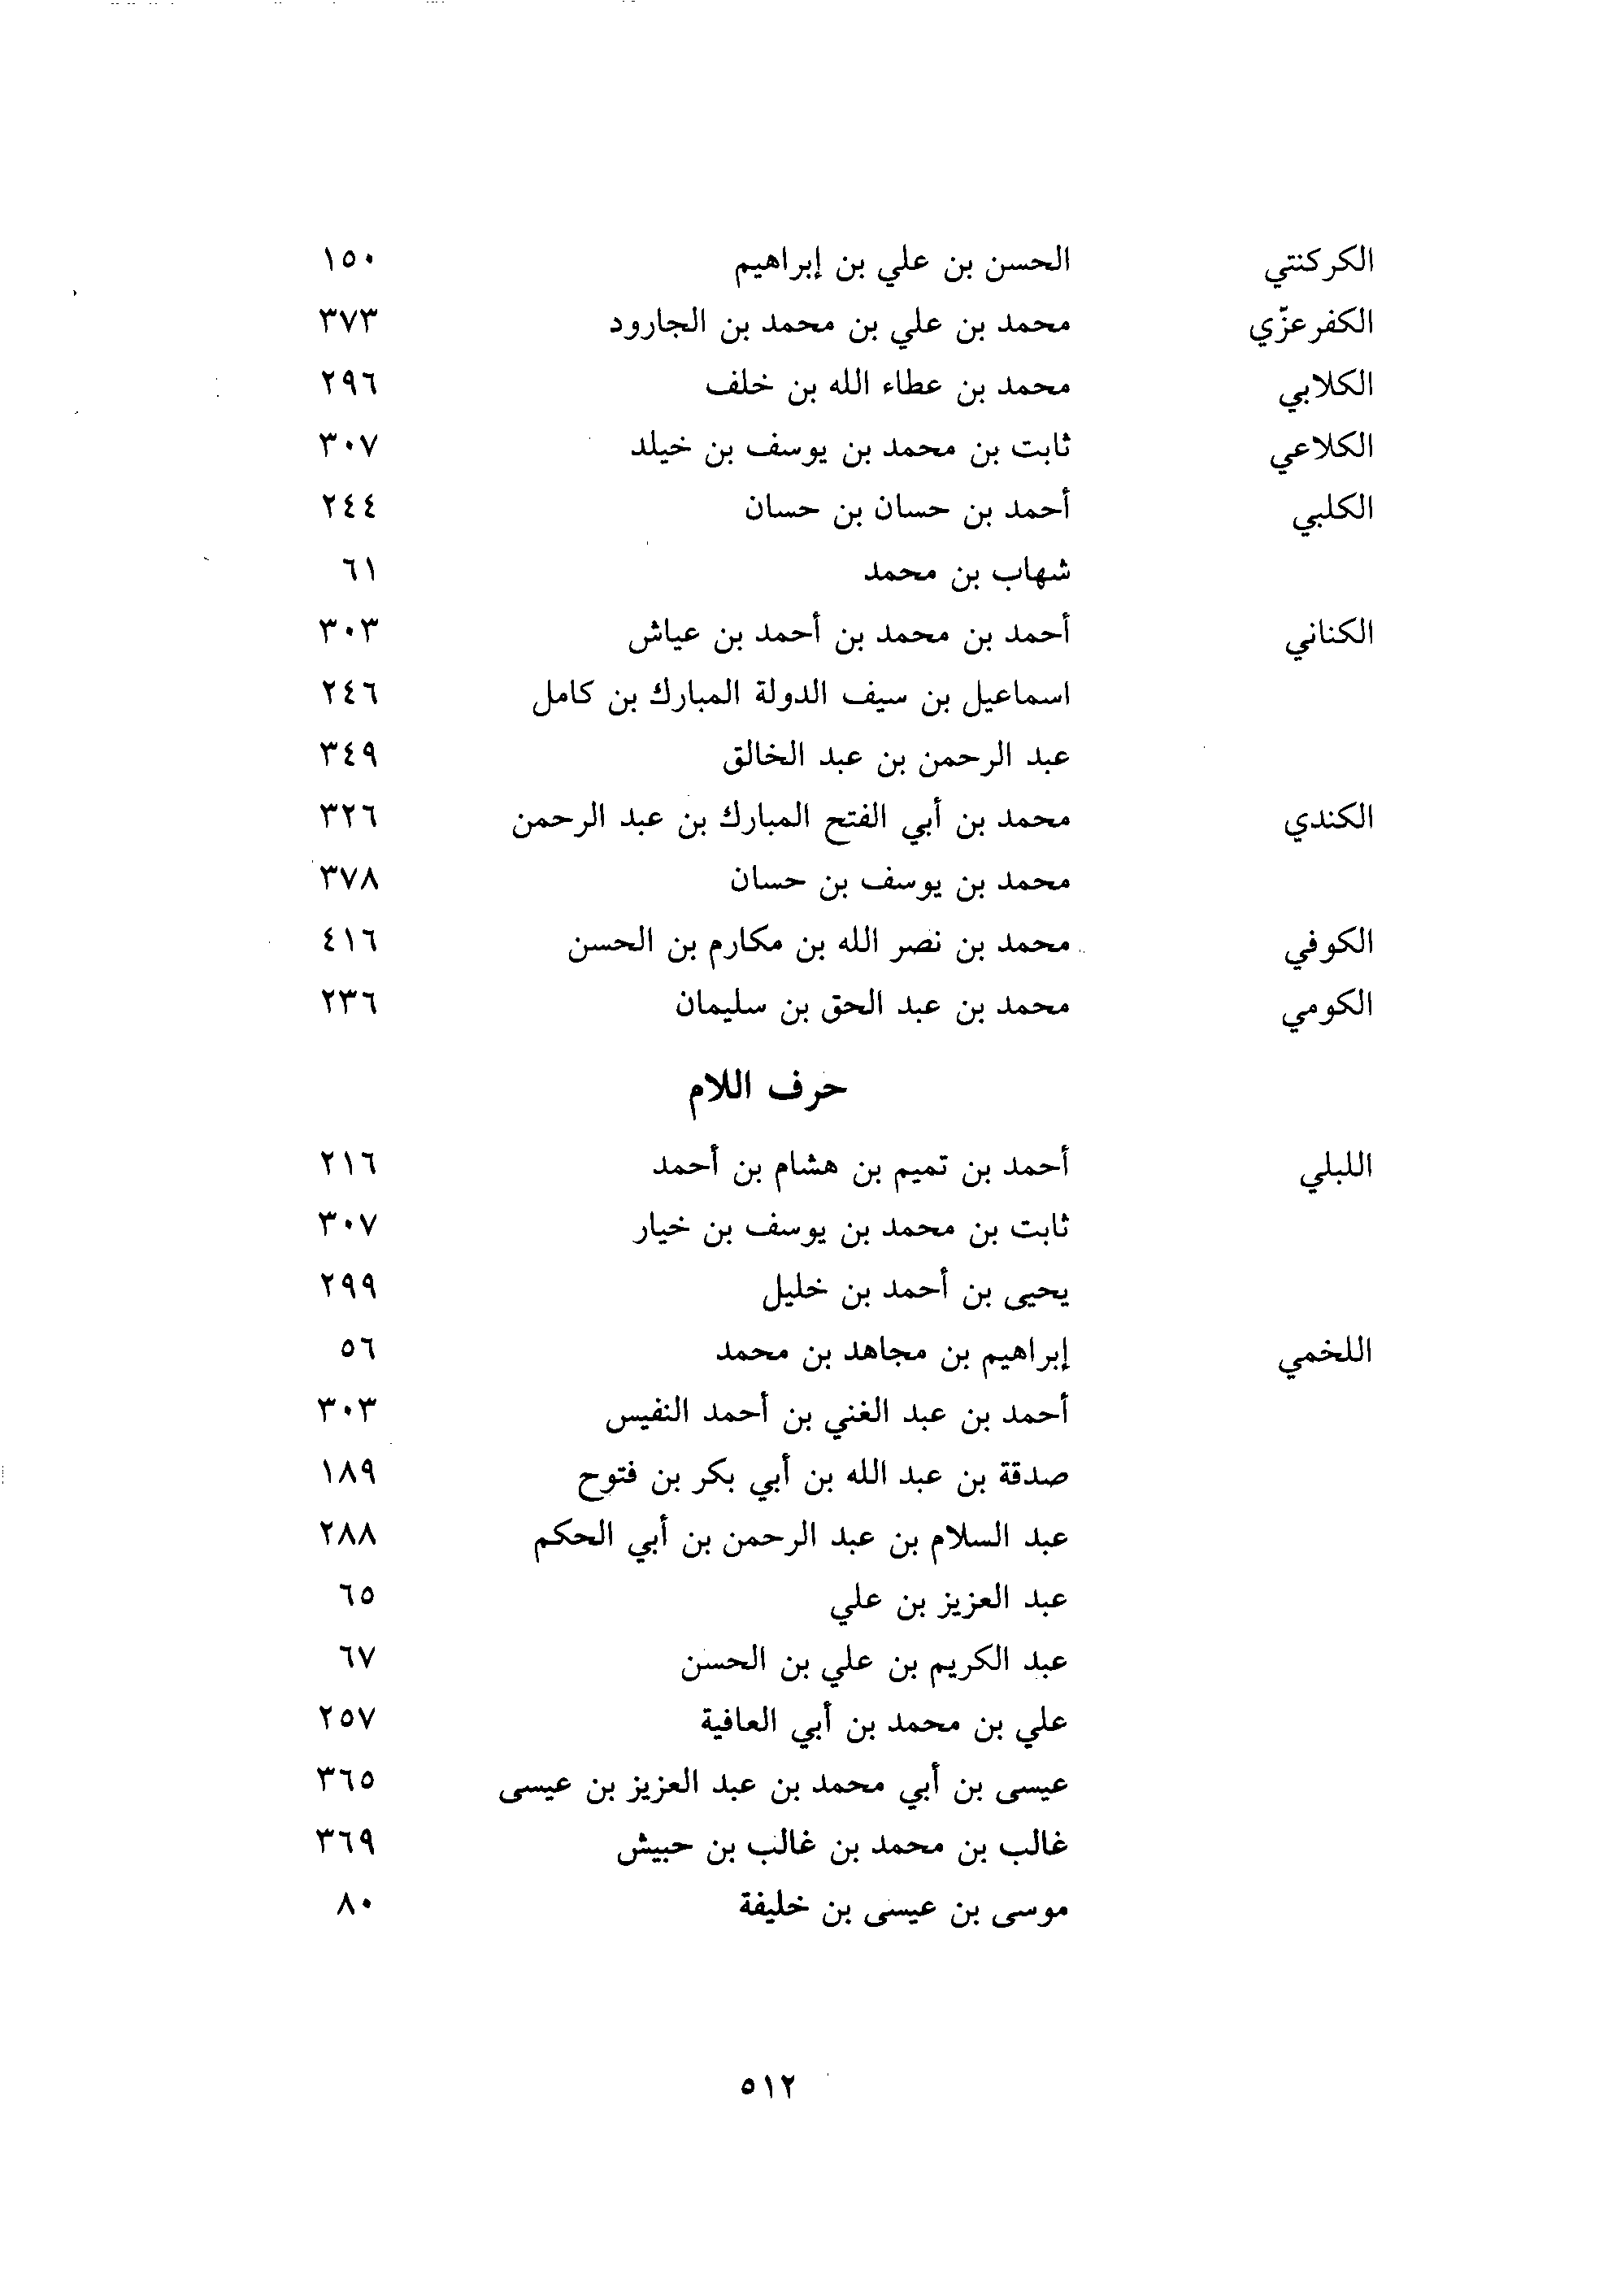 الكركنتي الحسن بن علي بن إبراهيم ١٥٠
الكفرعزّي محمد بن علي بن محمد بن الجارود ٣٧٣
الكلابي محمد بن عطاء الله بن خلف ٢٩٦
الكلاعي ثابت بن محمد بن يوسف بن خيلد ٣٠٧
الكلبي أحمد بن حسان بن حسان ٢٤٤
شهاب بن محمد ٦١
الكناني أحمد بن محمد بن أحمد بن عياش ٣٠٣
اسماعيل بن سيف الدولة المبارك بن كامل ٢٤٦
عبد الرحمن بن عبد الخالق ٣٤٩
الكندي محمد بن أبي الفتح المبارك بن عبد الرحمن ٣٢٦
محمد بن يوسف بن حسان ٣٧٨
الكوفي محمد بن نصر الله بن مكارم بن الحسن ٤١٦
الكومي محمد بن عبد الحق بن سليمان ٢٣٦
حرف اللام
اللبلي أحمد بن تميم بن هشام بن أحمد ٢١٦
ثابت بن محمد بن يوسف بن خيار ٣٠٧
يحيى بن أحمد بن خليل ٢٩٩
اللخمي إبراهيم بن مجاهد بن محمد ٥٦
أحمد بن عبد الغني بن أحمد النفيس ٣٠٣
صدقة بن عبد الله بن أبي بكر بن فتوح ١٨٩
عبد السلام بن عبد الرحمن بن أبي الحكم ٢٨٨
عبد العزيز بن علي ٦٥
عبد الكريم بن علي بن الحسن ٦٧
علي بن محمد بن أبي العافية ٢٥٧
عيسى بن أبي محمد بن عبد العزيز بن عيسى ٣٦٥
غالب بن محمد بن غالب بن حبيش ٣٦٩
موسى بن عيسى بن خليفة ٨٠
٥١٢